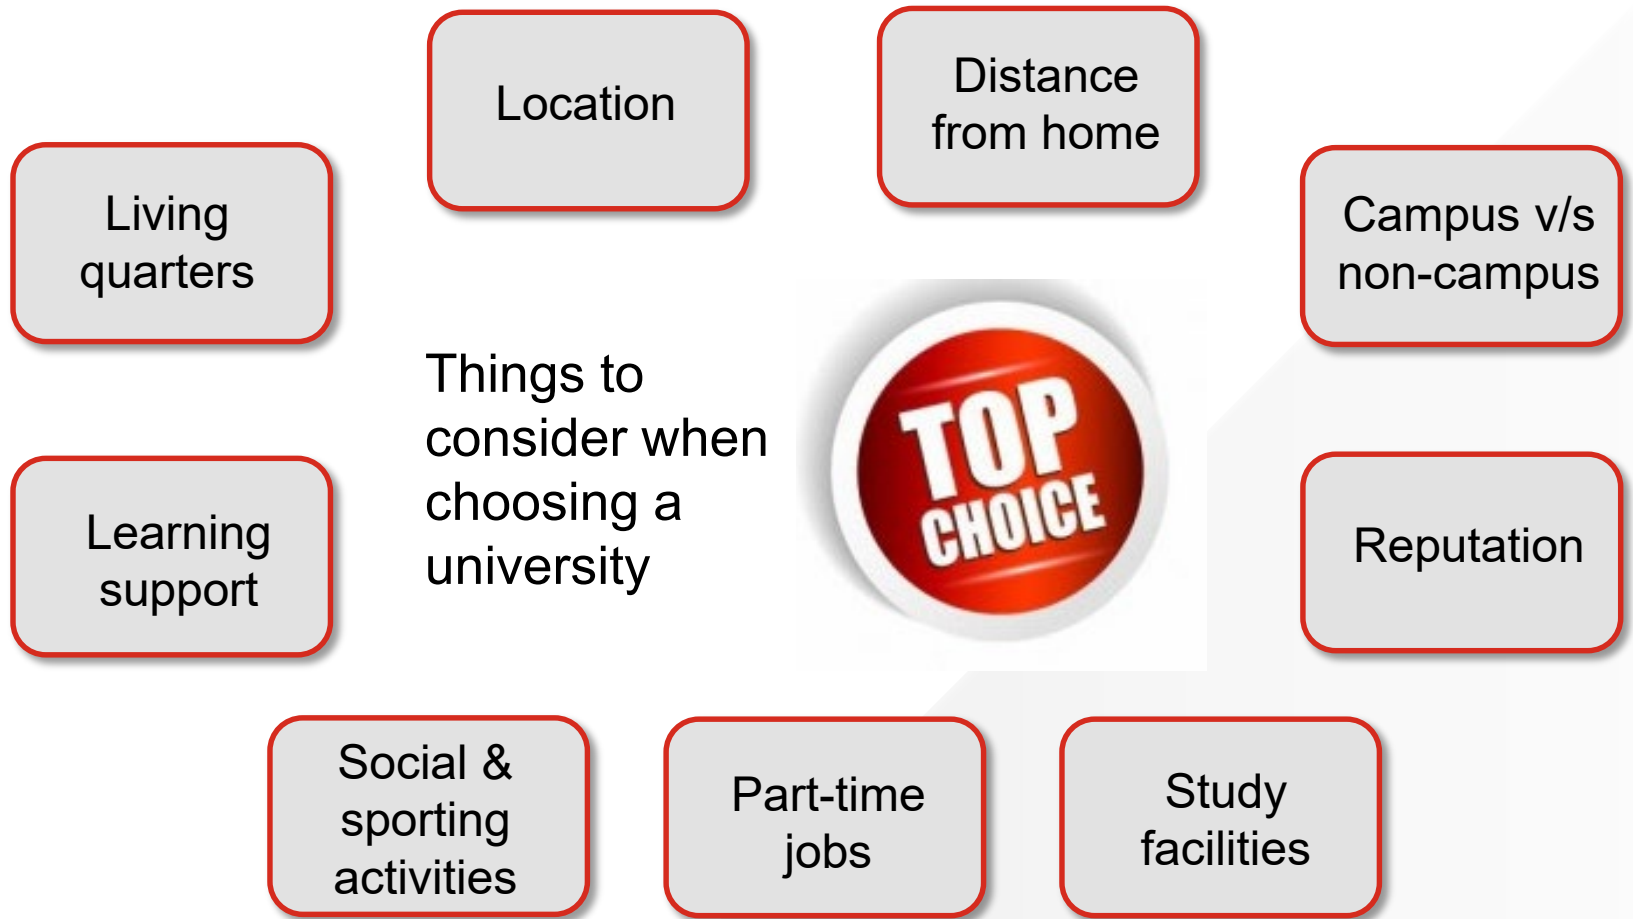 Location
Distance
from home
Living
quarters
Campus v/s
non-campus
Things to
consider when
choosing a
university
TOP
CHOICE
Learning
support
Reputation
Social &
sporting
activities
Part-time
jobs
Study
facilities